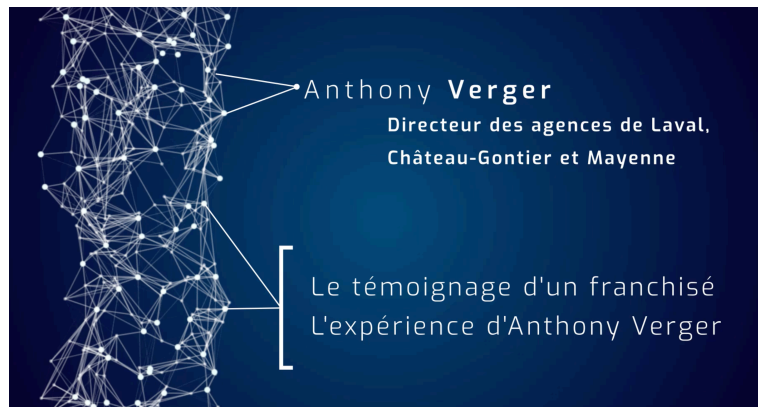 Anthony Verger
Directeur des agences de Laval,
Château-Gontier et Mayenne
Le témoignage d'un franchisé
L'expérience d'Anthony Verger